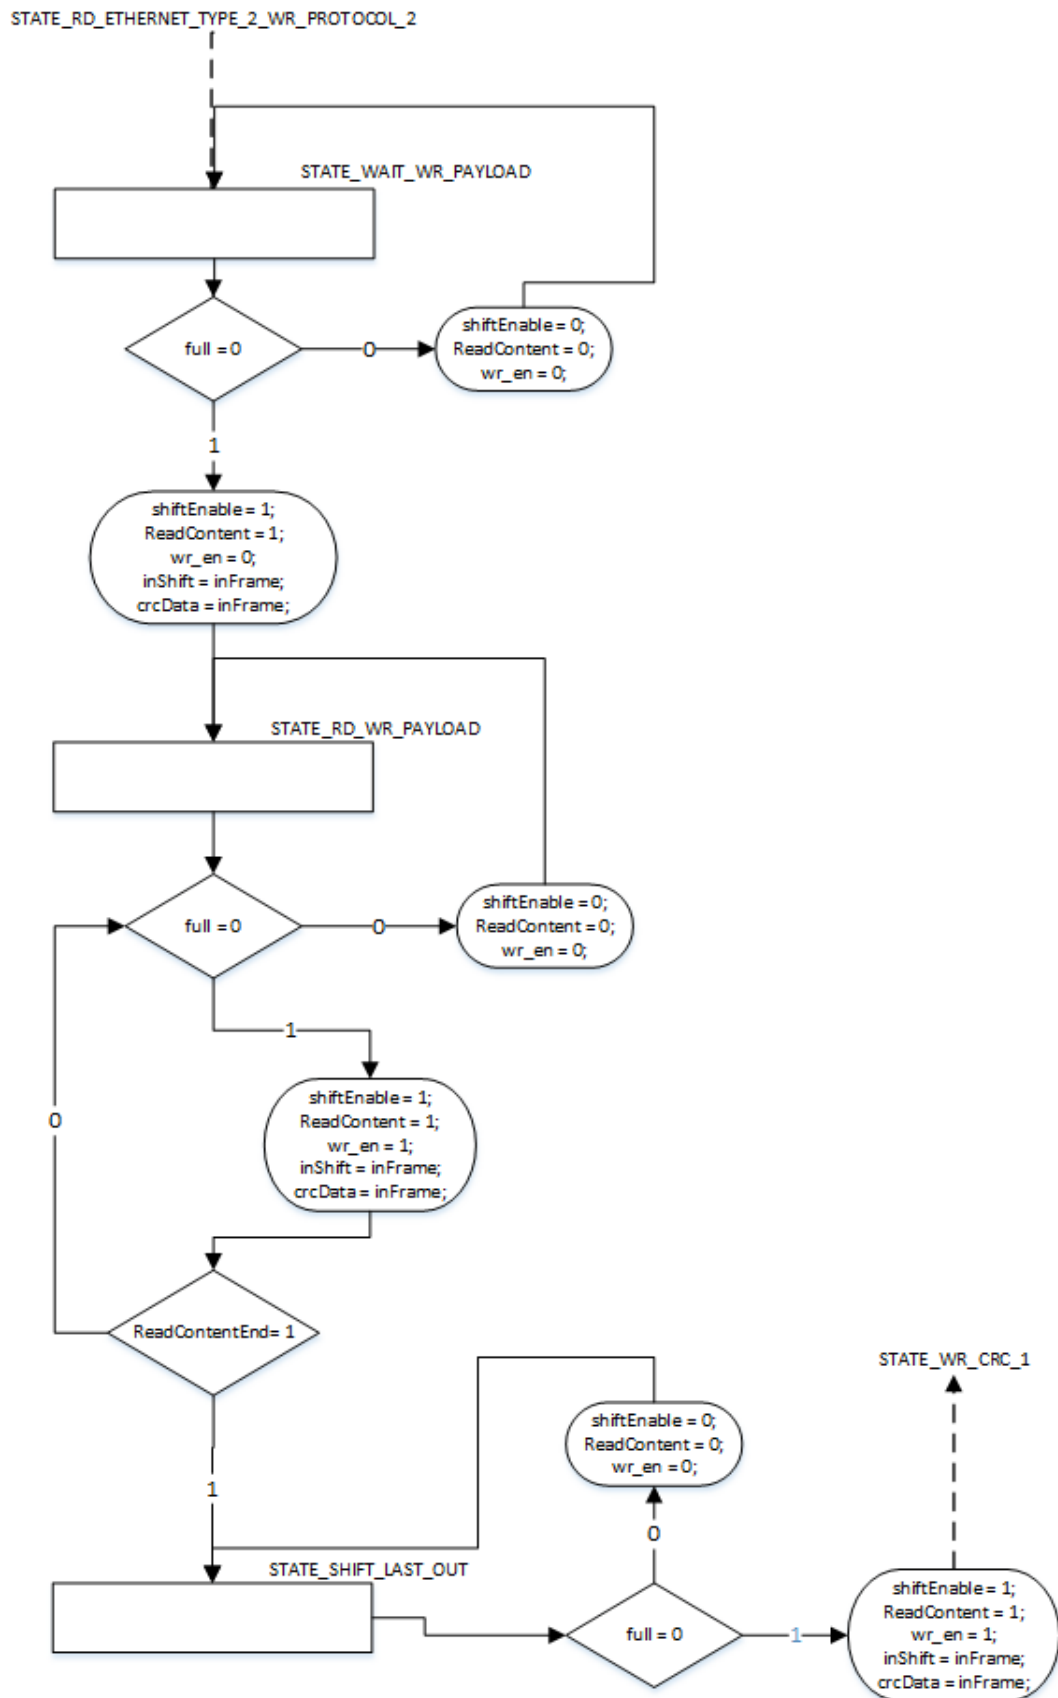 STATE_RD_ETHERNET_TYPE_2_WR_PROTOCOL_2
STATE_WAIT_WR_PAYLOAD
full = 0
0
shiftEnable = 0;
ReadContent = 0;
wr_en = 0;
1
shiftEnable = 1;
ReadContent = 1;
wr_en = 0;
inShift = inFrame;
crcData = inFrame;
STATE_RD_WR_PAYLOAD
full = 0
0
shiftEnable = 0;
ReadContent = 0;
wr_en = 0;
1
shiftEnable = 1;
ReadContent = 1;
wr_en = 1;
inShift = inFrame;
crcData = inFrame;
0
ReadContentEnd= 1
1
STATE_WR_CRC_1
shiftEnable = 0;
ReadContent = 0;
wr_en = 0;
0
STATE_SHIFT_LAST_OUT
full = 0
1
shiftEnable = 1;
ReadContent = 1;
wr_en = 1;
inShift = inFrame;
crcData = inFrame;